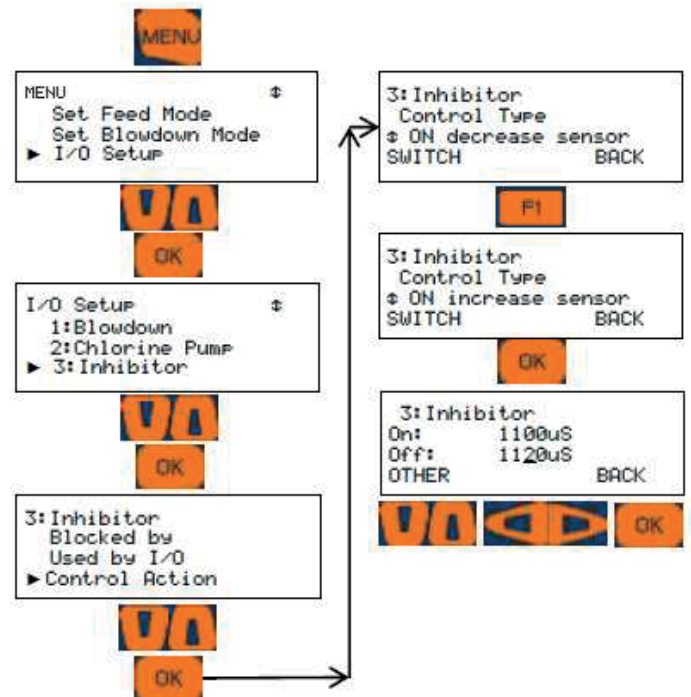 MENU
MENU
Set Feed Mode
Set Blowdown Mode
► I/O Setup
OK
I/O Setup
1:Blowdown
2:Chlorine Pump
► 3:Inhibitor
OK
3:Inhibitor
Blocked by
Used by I/O
►Control Action
OK
3:Inhibitor
Control Type
ON decrease sensor
SWITCH BACK
F1
3:Inhibitor
Control Type
ON increase sensor
SWITCH BACK
OK
3:Inhibitor
On: 1100uS
Off: 1120uS
OTHER BACK
OK